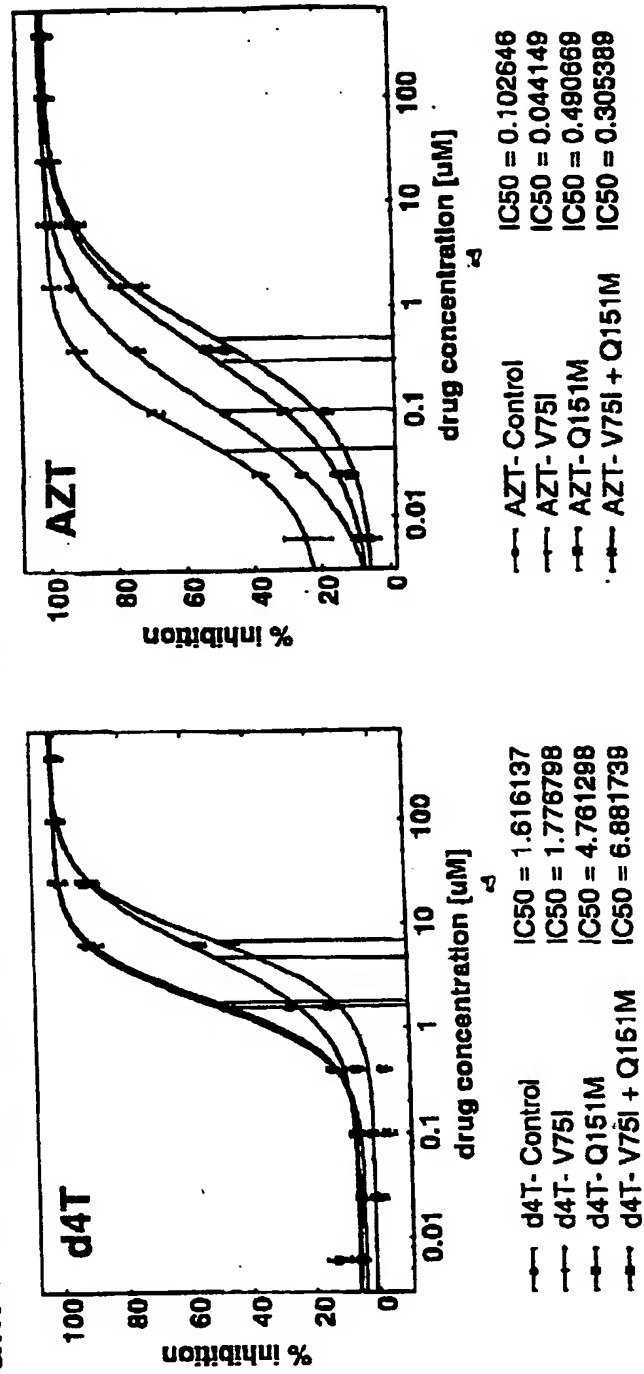 d4T
% inhibition
100
80
60
40
20
0
0.01
0.1
1
10
100
drug concentration [uM]
d4T- Control IC50 = 1.616137
d4T- V75I IC50 = 1.776798
d4T- Q151M IC50 = 4.761298
d4T- V75I + Q151M IC50 = 6.881739
AZT
% inhibition
100
80
60
40
20
0
0.01
0.1
1
10
100
drug concentration [uM]
AZT- Control IC50 = 0.102646
AZT- V75I IC50 = 0.044149
AZT- Q151M IC50 = 0.490669
AZT- V75I + Q151M IC50 = 0.305389